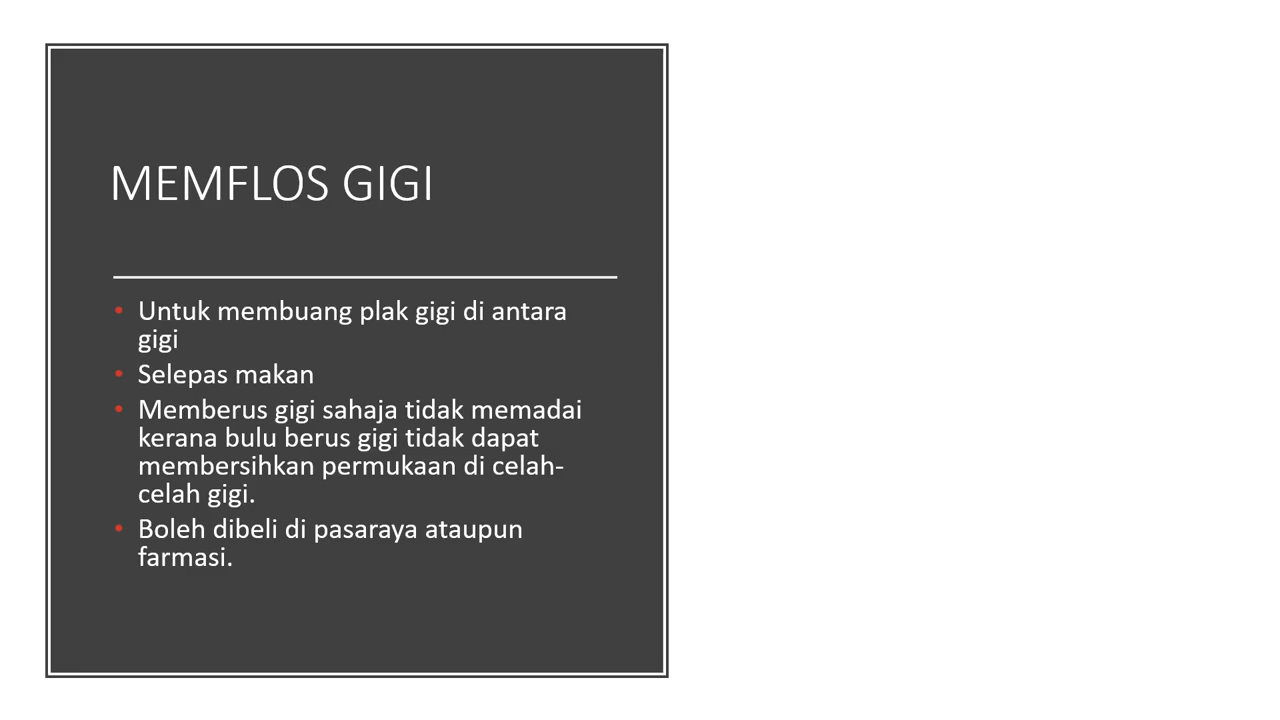 MEMFLOS GIGI
• Untuk membuang plak gigi di antara
gigi
• Selepas makan
• Memberus gigi sahaja tidak memadai
kerana bulu berus gigi tidak dapat
membersihkan permukaan di celah-
celah gigi.
• Boleh dibeli di pasaraya ataupun
farmasi.